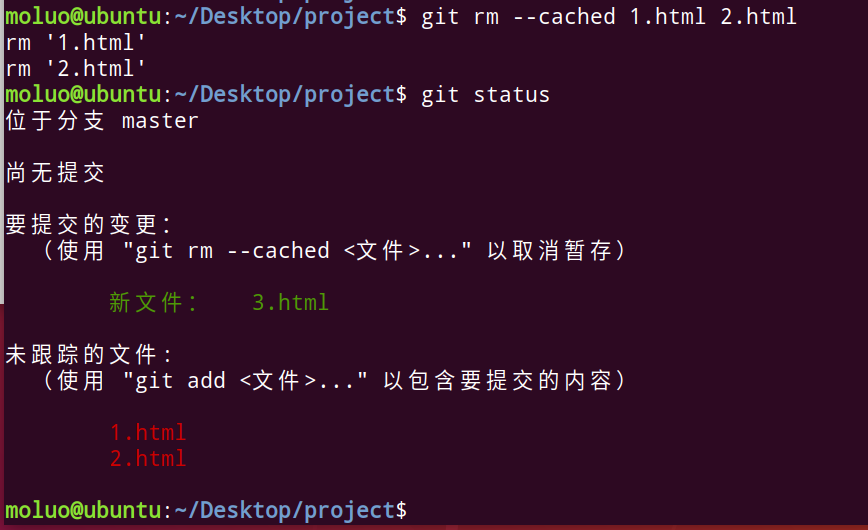 moluo@ubuntu:~/Desktop/project$ git rm --cached 1.html 2.html
rm '1.html'
rm '2.html'
moluo@ubuntu:~/Desktop/project$ git status
位于分支 master
尚无提交
要提交的变更：
（使用 "git rm --cached <文件>..." 以取消暂存）
新文件： 3.html
未跟踪的文件:
（使用 "git add <文件>..." 以包含要提交的内容）
1.html
2.html
moluo@ubuntu:~/Desktop/project$